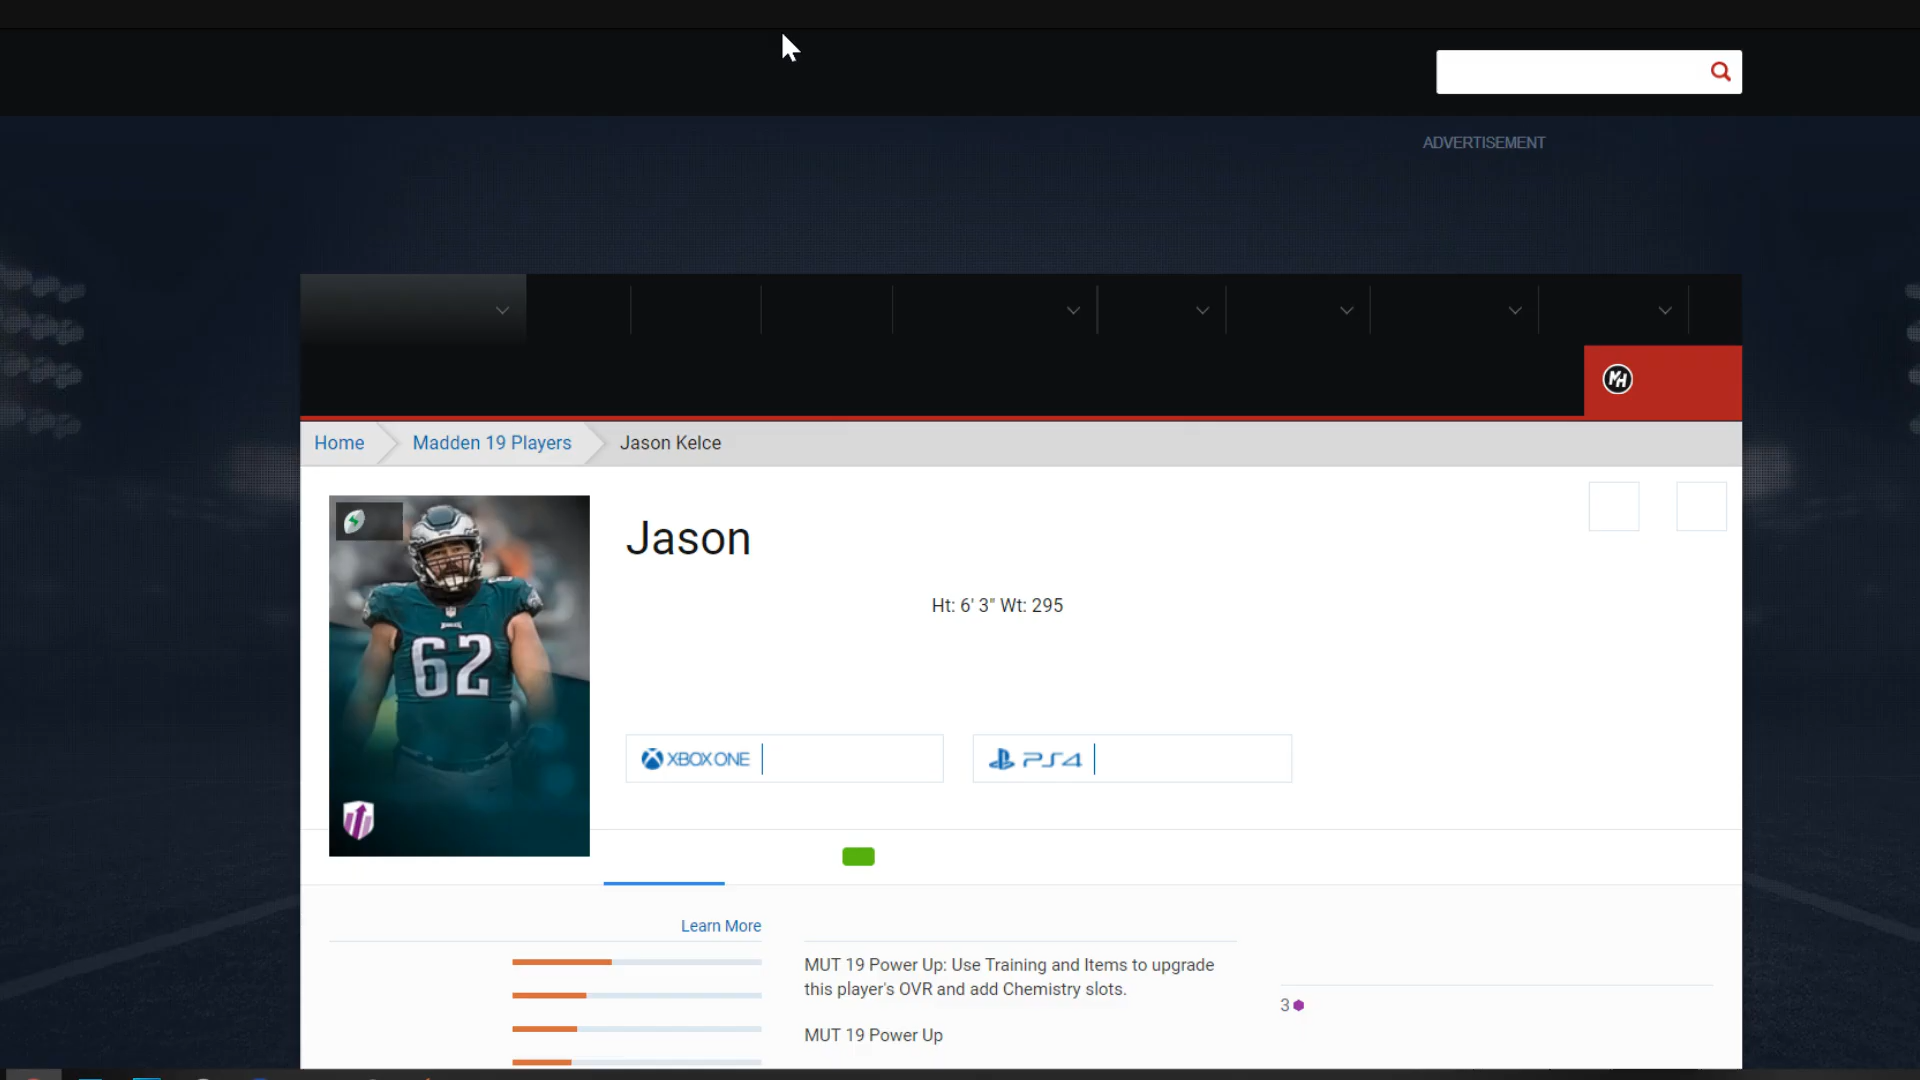 ADVERTISEMENT
MH
Home
Madden 19 Players
Jason Kelce
Jason
Ht: 6' 3" Wt: 295
EAGLES
62
XBOX ONE
PS4
Learn More
MUT 19 Power Up: Use Training and Items to upgrade
this player's OVR and add Chemistry slots.
3
MUT 19 Power Up